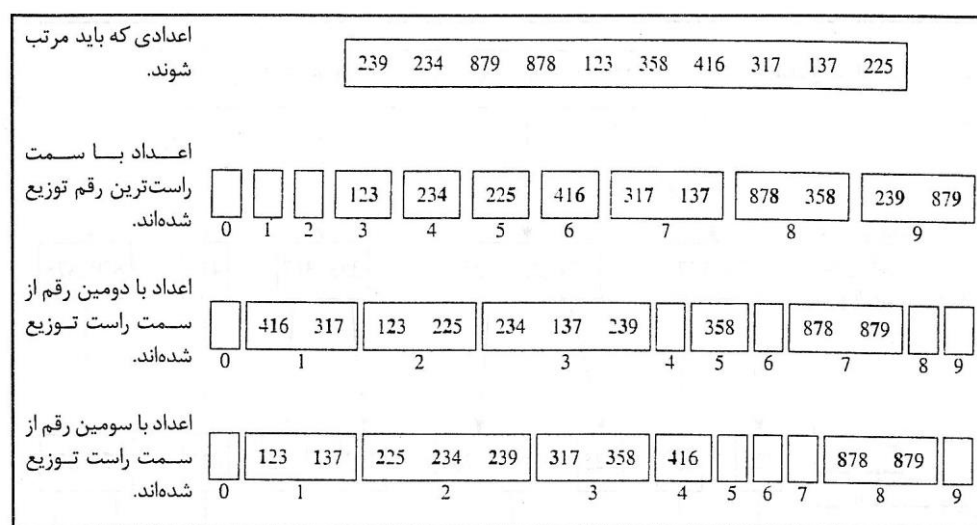 اعدادی که باید مرتب
شوند.
239 234 879 878 123 358 416 317 137 225
اعداد با سمت
راست‌ترین رقم توزیع
شده‌اند.
123 234 225 416 317 137 878 358 239 879
0 1 2 3 4 5 6 7 8 9
اعداد با دومین رقم از
سمت راست توزیع
شده‌اند.
416 317 123 225 234 137 239 358 878 879
0 1 2 3 4 5 6 7 8 9
اعداد با سومین رقم از
سمت راست توزیع
شده‌اند.
123 137 225 234 239 317 358 416 878 879
0 1 2 3 4 5 6 7 8 9